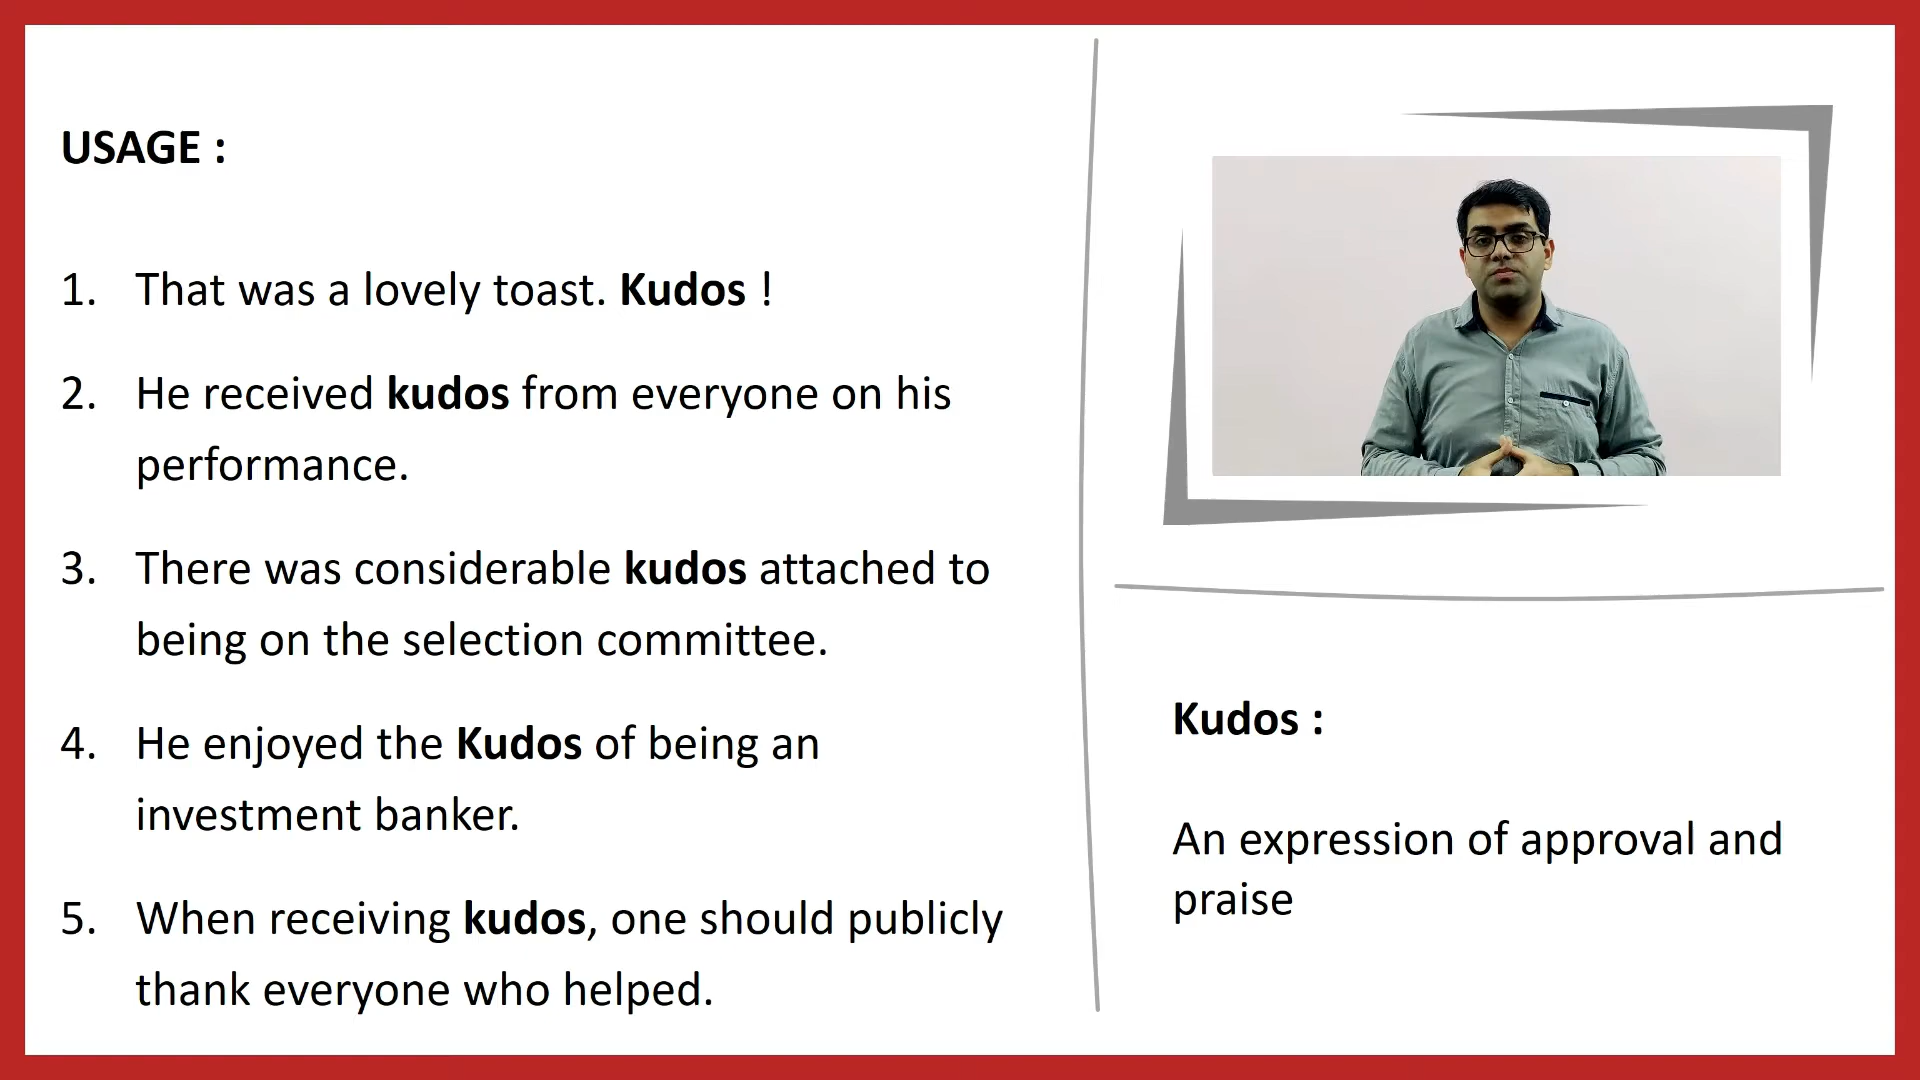 USAGE :
1. That was a lovely toast. Kudos !
2. He received kudos from everyone on his
performance.
3. There was considerable kudos attached to
being on the selection committee.
4. He enjoyed the Kudos of being an
investment banker.
5. When receiving kudos, one should publicly
thank everyone who helped.
Kudos :
An expression of approval and
praise